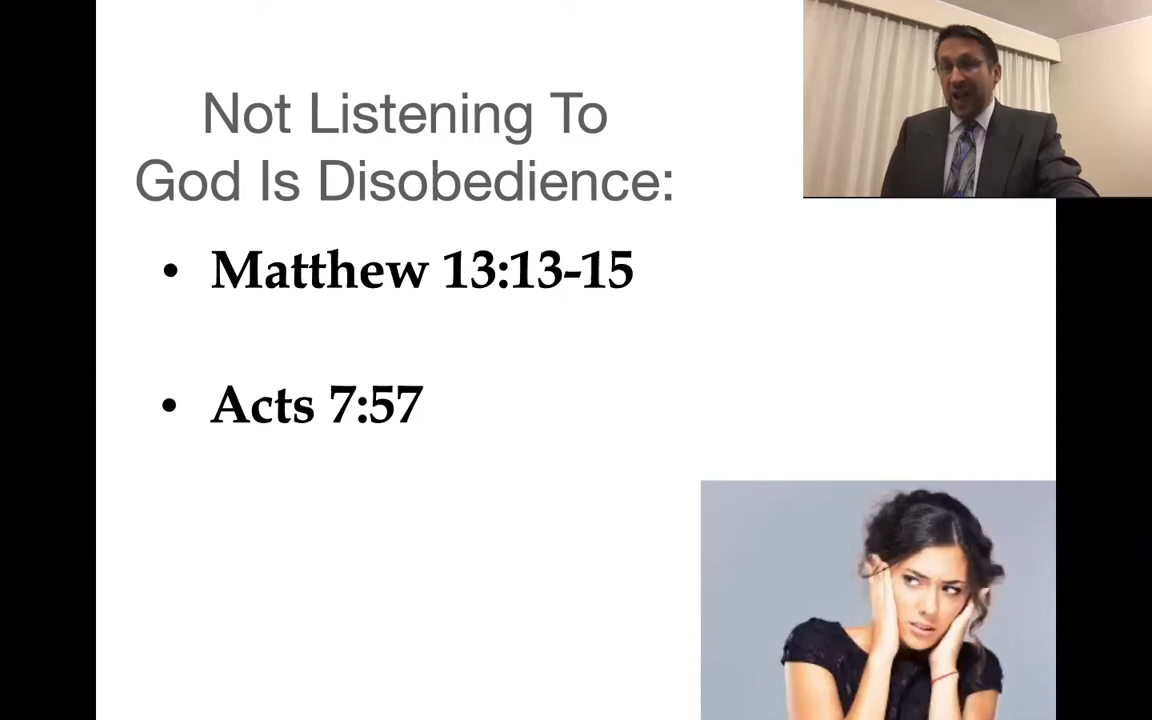 Not Listening To
God Is Disobedience:
• Matthew 13:13-15
• Acts 7:57